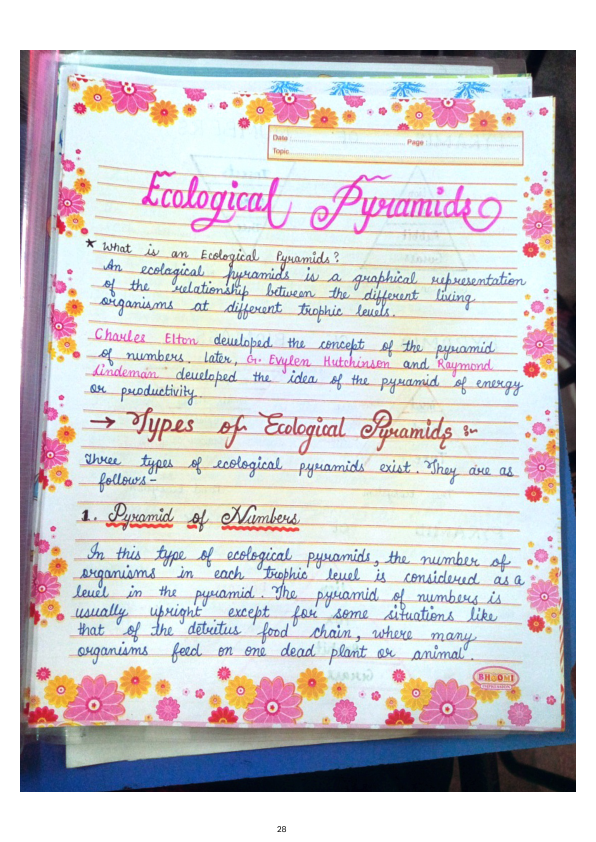 Date
Page
Topic
Ecological Pyramids
* What is an Ecological Pyramids?
An ecological pyramids is a graphical representation
of the relationship between the different living
organisms at different trophic levels.
Charles Elton developed the concept of the pyramid
of numbers. later, G. Evylen Hutchinson and Raymond
Lindeman developed the idea of the pyramid of energy
or productivity.
→ Types of Ecological Pyramids :-
Three types of ecological pyramids exist. They are as
follows-
1. Pyramid of Numbers
In this type of ecological pyramids, the number of
organisms in each trophic level is considered as a
level in the pyramid. The pyramid of numbers is
usually upright except for some situations like
that of the detritus food chain, where many
organisms feed on one dead plant or animal.
BHOOMI
28